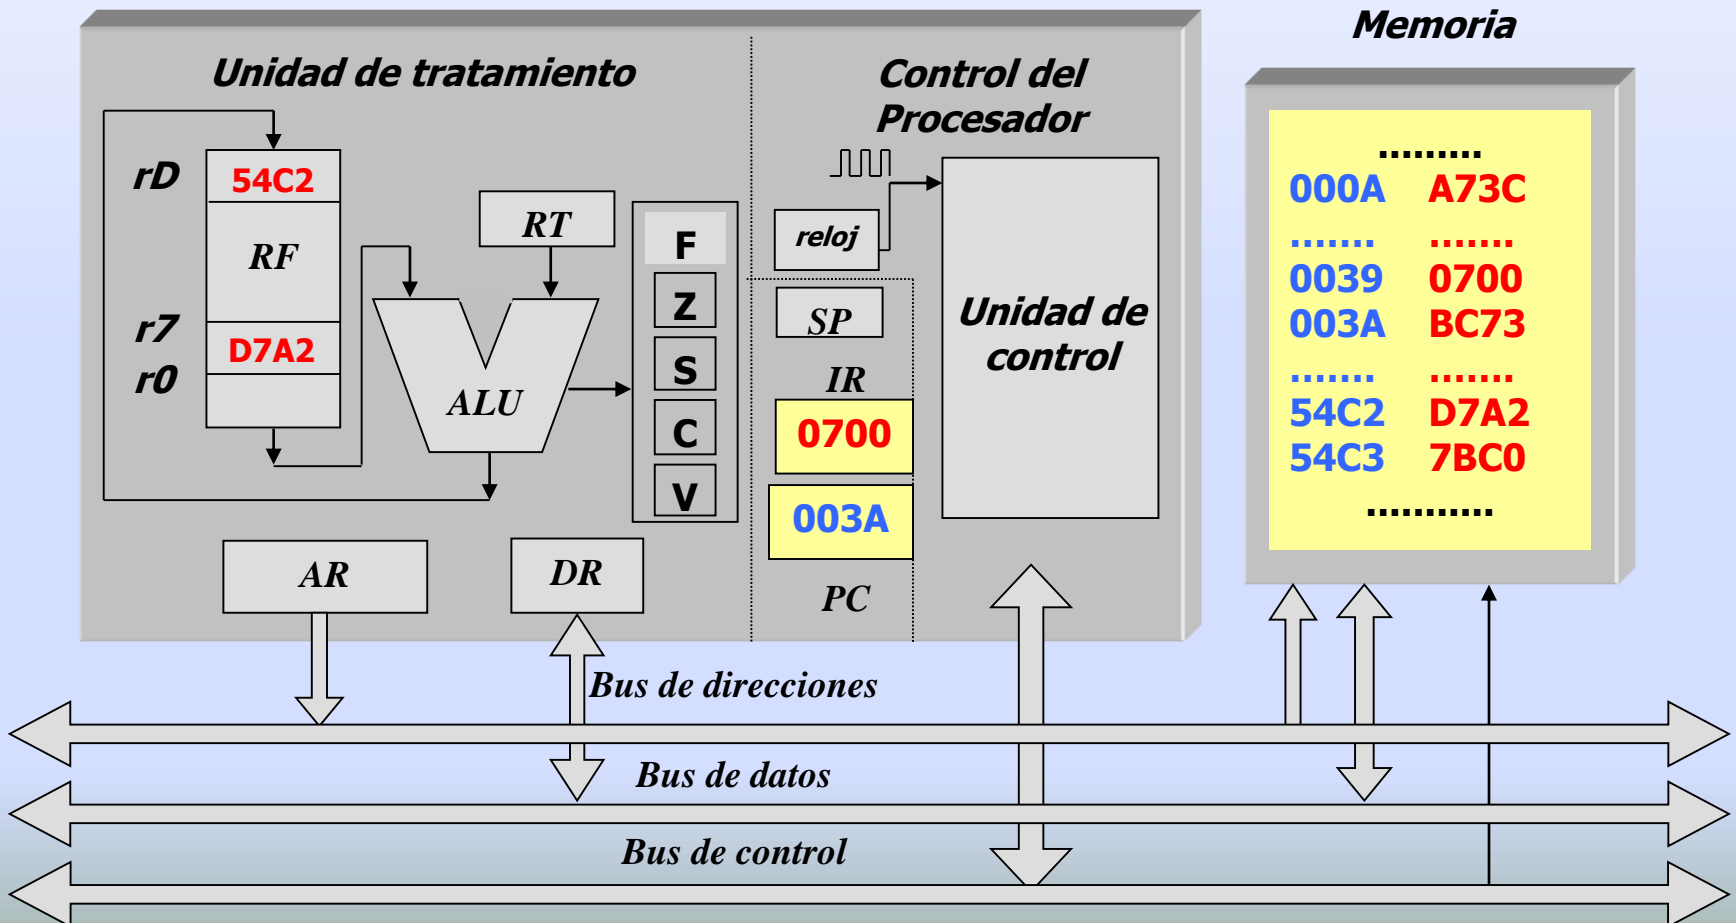 Memoria
Unidad de tratamiento
Control del
Procesador
rD
54C2
RF
r7
D7A2
r0
RT
ALU
F
Z
S
C
V
reloj
SP
IR
0700
003A
PC
Unidad de
control
.........
000A A73C
....... .......
0039 0700
003A BC73
....... .......
54C2 D7A2
54C3 7BC0
...........
AR
DR
Bus de direcciones
Bus de datos
Bus de control